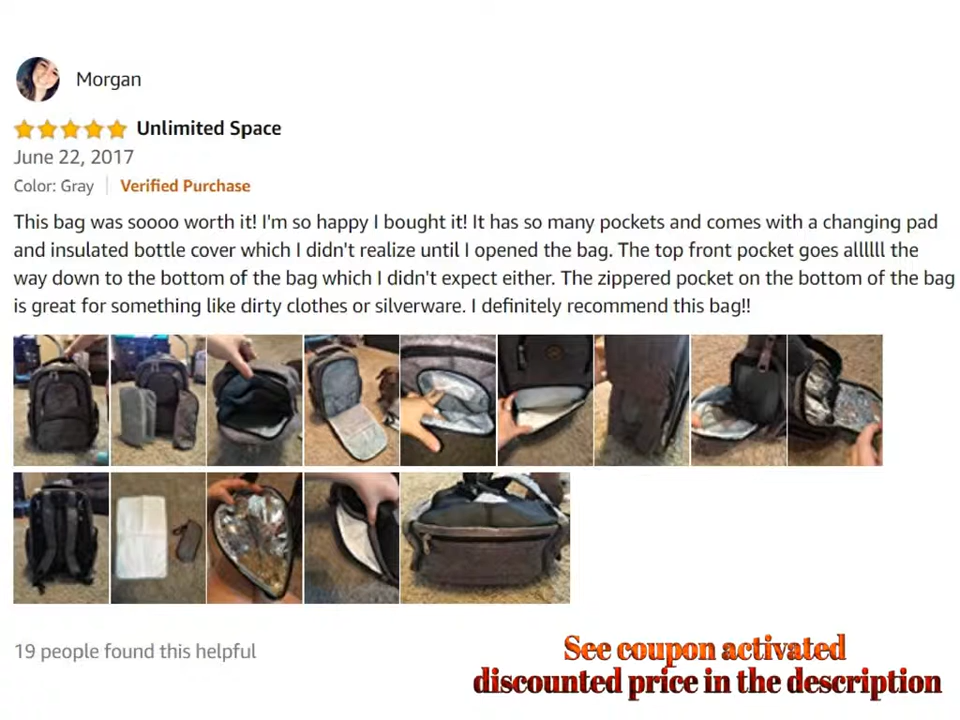 Morgan
Unlimited Space
June 22, 2017
Color: Gray | Verified Purchase
This bag was soooo worth it! I'm so happy I bought it! It has so many pockets and comes with a changing pad
and insulated bottle cover which I didn't realize until I opened the bag. The top front pocket goes allllll the
way down to the bottom of the bag which I didn't expect either. The zippered pocket on the bottom of the bag
is great for something like dirty clothes or silverware. I definitely recommend this bag!!
19 people found this helpful
See coupon activated
discounted price in the description